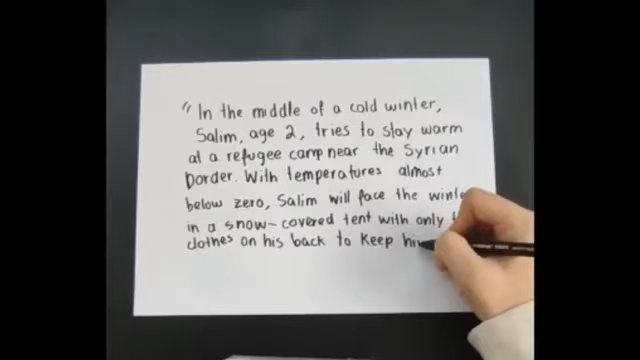 "In the middle of a cold winter,
Salim, age 2, tries to stay warm
at a refugee camp near the Syrian
border. With temperatures almost
below zero, Salim will face the
in a snow-covered tent with only
clothes on his back to keep